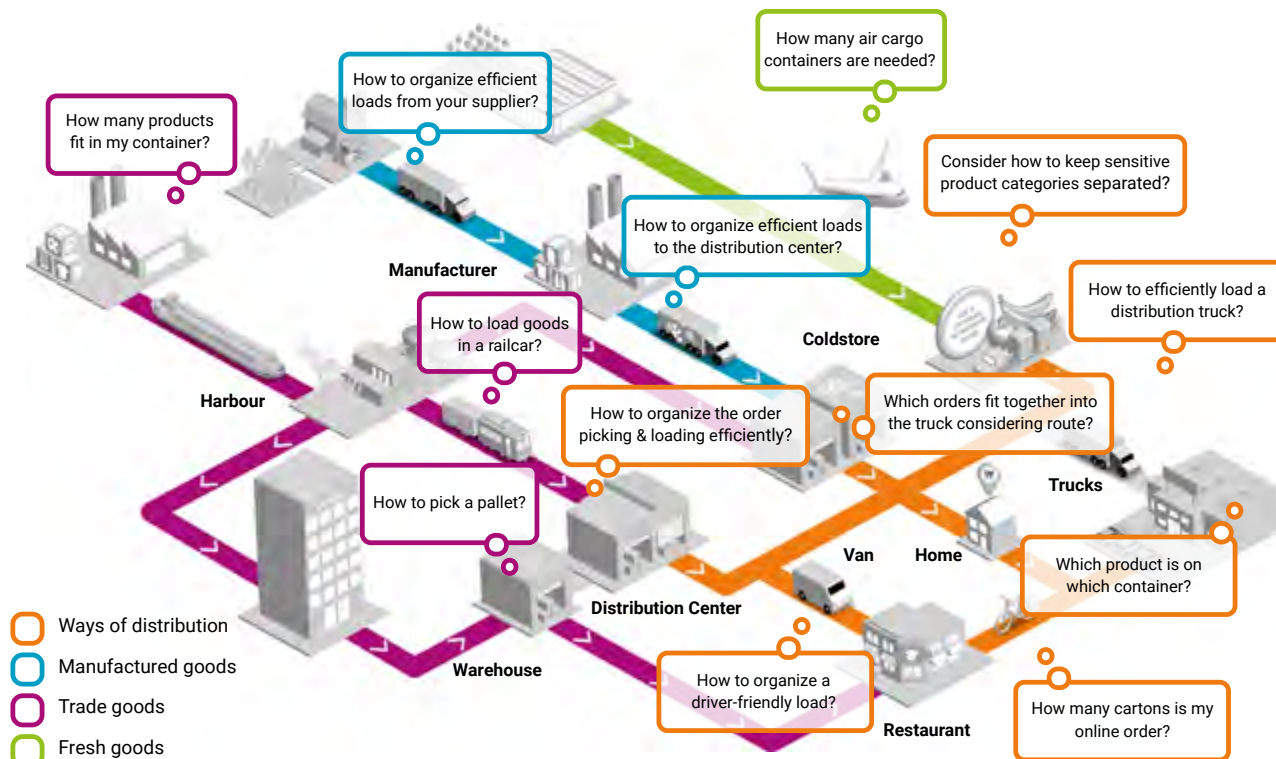 How many air cargo
containers are needed?
How to organize efficient
loads from your supplier?
How many products
fit in my container?
Consider how to keep sensitive
product categories separated?
How to organize efficient loads
to the distribution center?
Manufacturer
How to efficiently load a
distribution truck?
How to load goods
in a railcar?
Coldstore
Harbour
How to organize the order
picking & loading efficiently?
Which orders fit together into
the truck considering route?
Trucks
How to pick a pallet?
Van
Home
Which product is on
which container?
Distribution Center
Ways of distribution
Manufactured goods
Warehouse
How to organize a
driver-friendly load?
Trade goods
How many cartons is my
online order?
Restaurant
Fresh goods